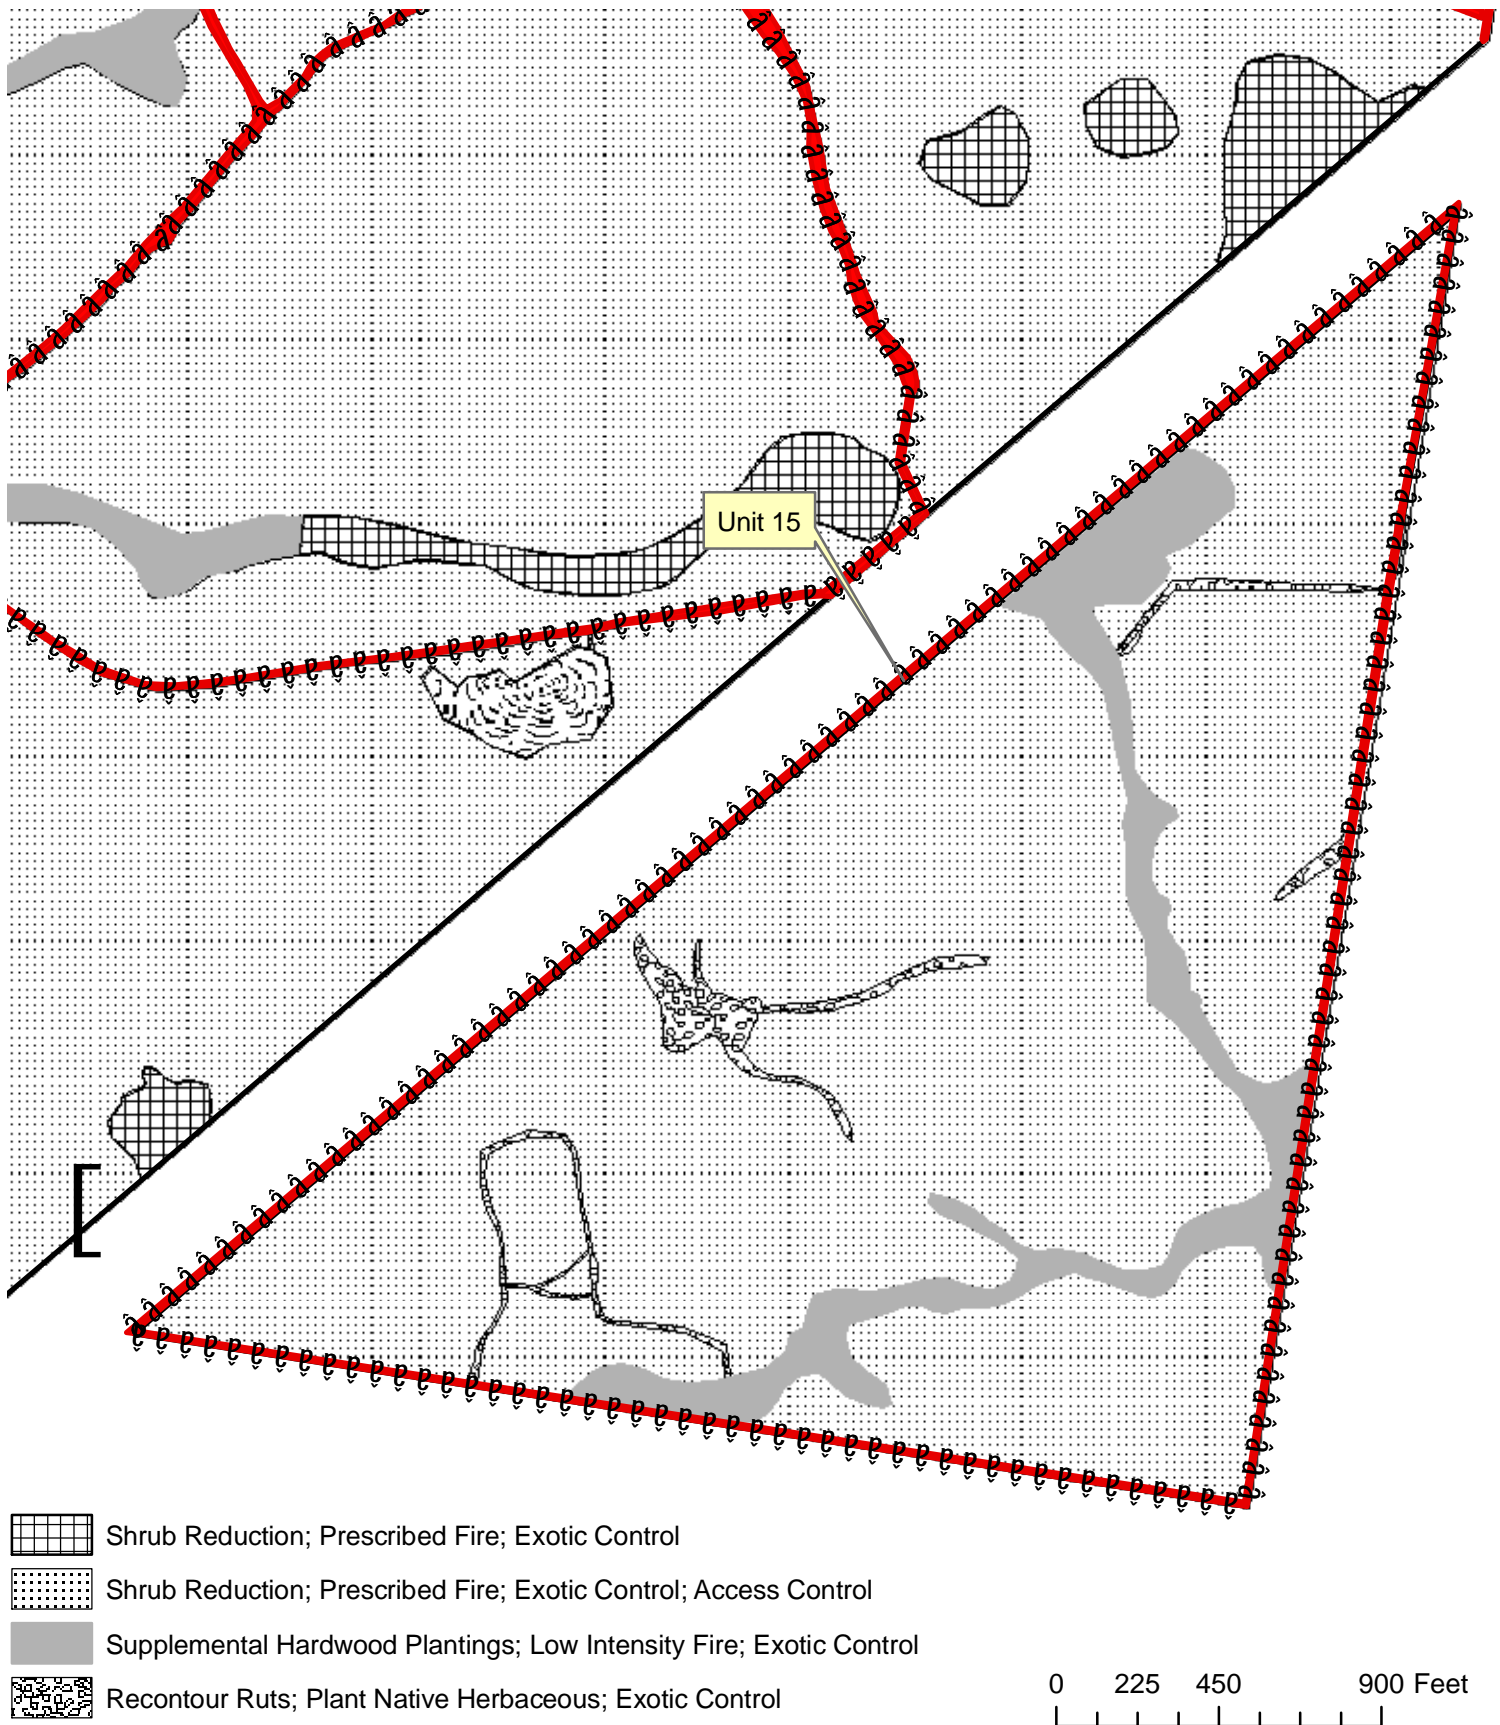 Unit 15
Shrub Reduction; Prescribed Fire; Exotic Control
Shrub Reduction; Prescribed Fire; Exotic Control; Access Control
Supplemental Hardwood Plantings; Low Intensity Fire; Exotic Control
Recontour Ruts; Plant Native Herbaceous; Exotic Control
0 225 450 900 Feet